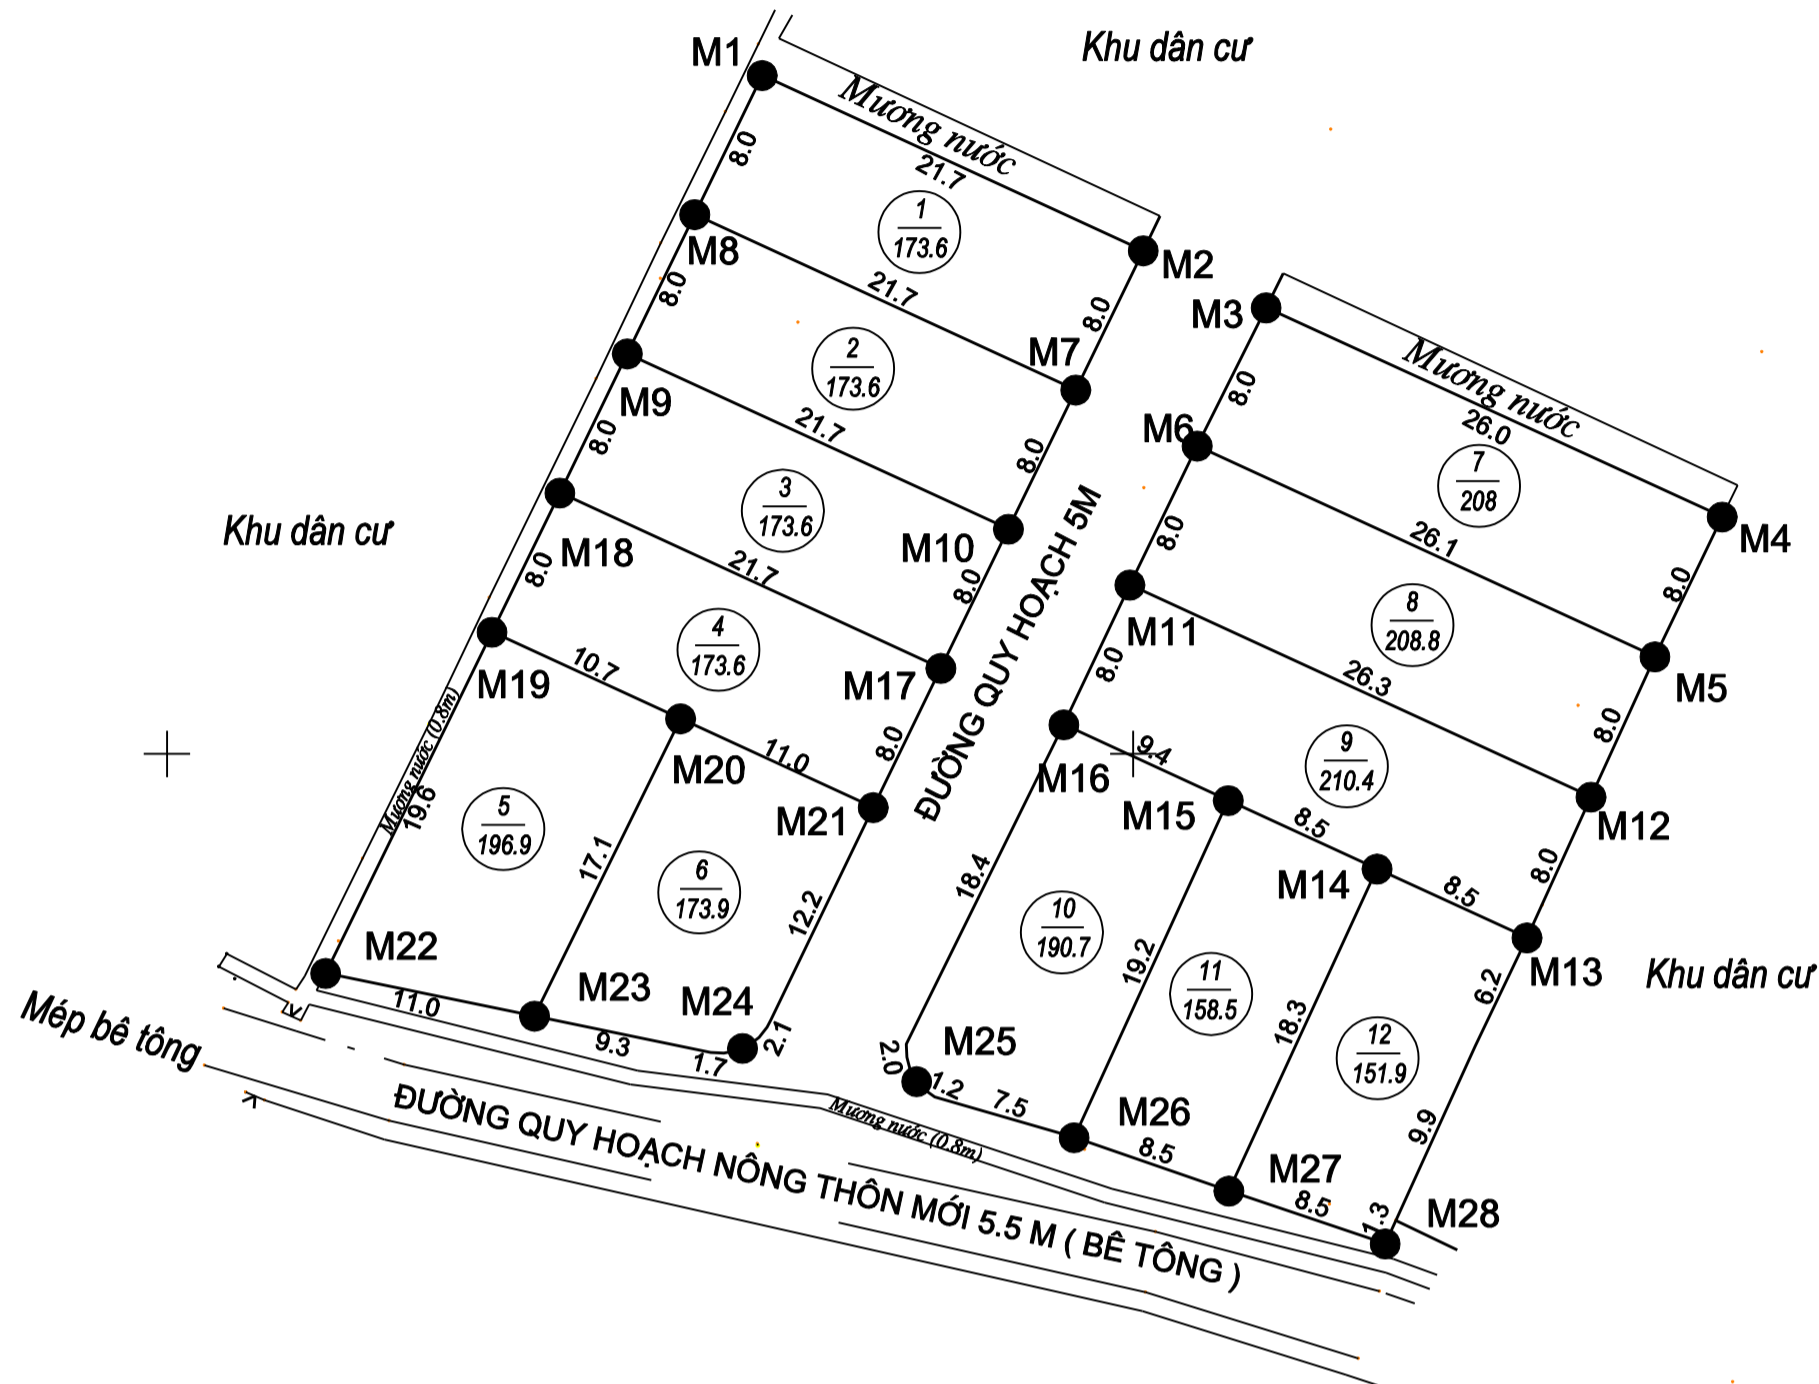 M1
Khu dân cư
Mương nước
8.0
21.7
1
173.6
M8
M2
8.0
21.7
8.0
M3
2
173.6
M7
Mương nước
8.0
26.0
M9
21.7
M6
7
208
8.0
8.0
3
173.6
M4
Khu dân cư
M18
M10
8.0
26.1
8.0
21.7
8.0
8.0
ĐƯỜNG QUY HOẠCH 5M
4
173.6
M11
8
208.8
10.7
M19
M17
8.0
26.3
M5
Mương nước (0.8m)
M20
11.0
8.0
9.4
9
210.4
8.0
M16
19.6
5
196.9
M21
M15
8.5
M12
17.1
6
173.9
18.4
M14
8.5
8.0
12.2
10
190.7
M22
19.2
11
158.5
M13
Khu dân cư
6.2
M23
M24
11.0
18.3
Mép bê tông
9.3
2.1
1.7
2.0
M25
12
151.9
1.2
7.5
M26
9.9
ĐƯỜNG QUY HOẠCH NÔNG THÔN MỚI 5.5 M ( BÊ TÔNG )
Mương nước (0.8m)
8.5
M27
8.5
1.3
M28